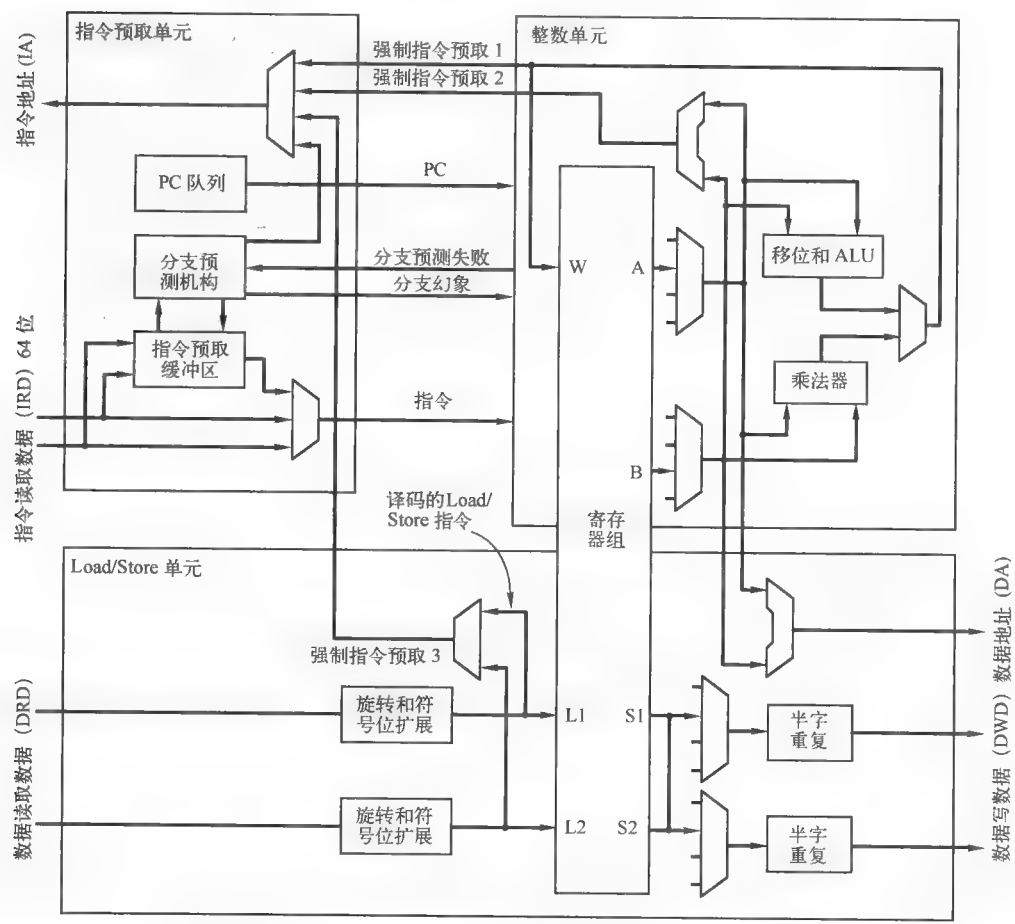 指令预取单元
整数单元
强制指令预取 1
强制指令预取 2
指令地址 (IA)
PC 队列
PC
分支预
测机构
分支预测失败
分支幻象
W
A
移位和 ALU
指令预取
缓冲区
乘法器
指令
指令读取数据（IRD）64 位
B
译码的Load/
Store 指令
寄存
器组
Load/Store 单元
强制指令预取 3
数据地址 (DA)
旋转和符
号位扩展
L1
S1
半字
重复
数据读取数据（DRD）
数据写数据（DWD）
旋转和符
号位扩展
L2
S2
半字
重复